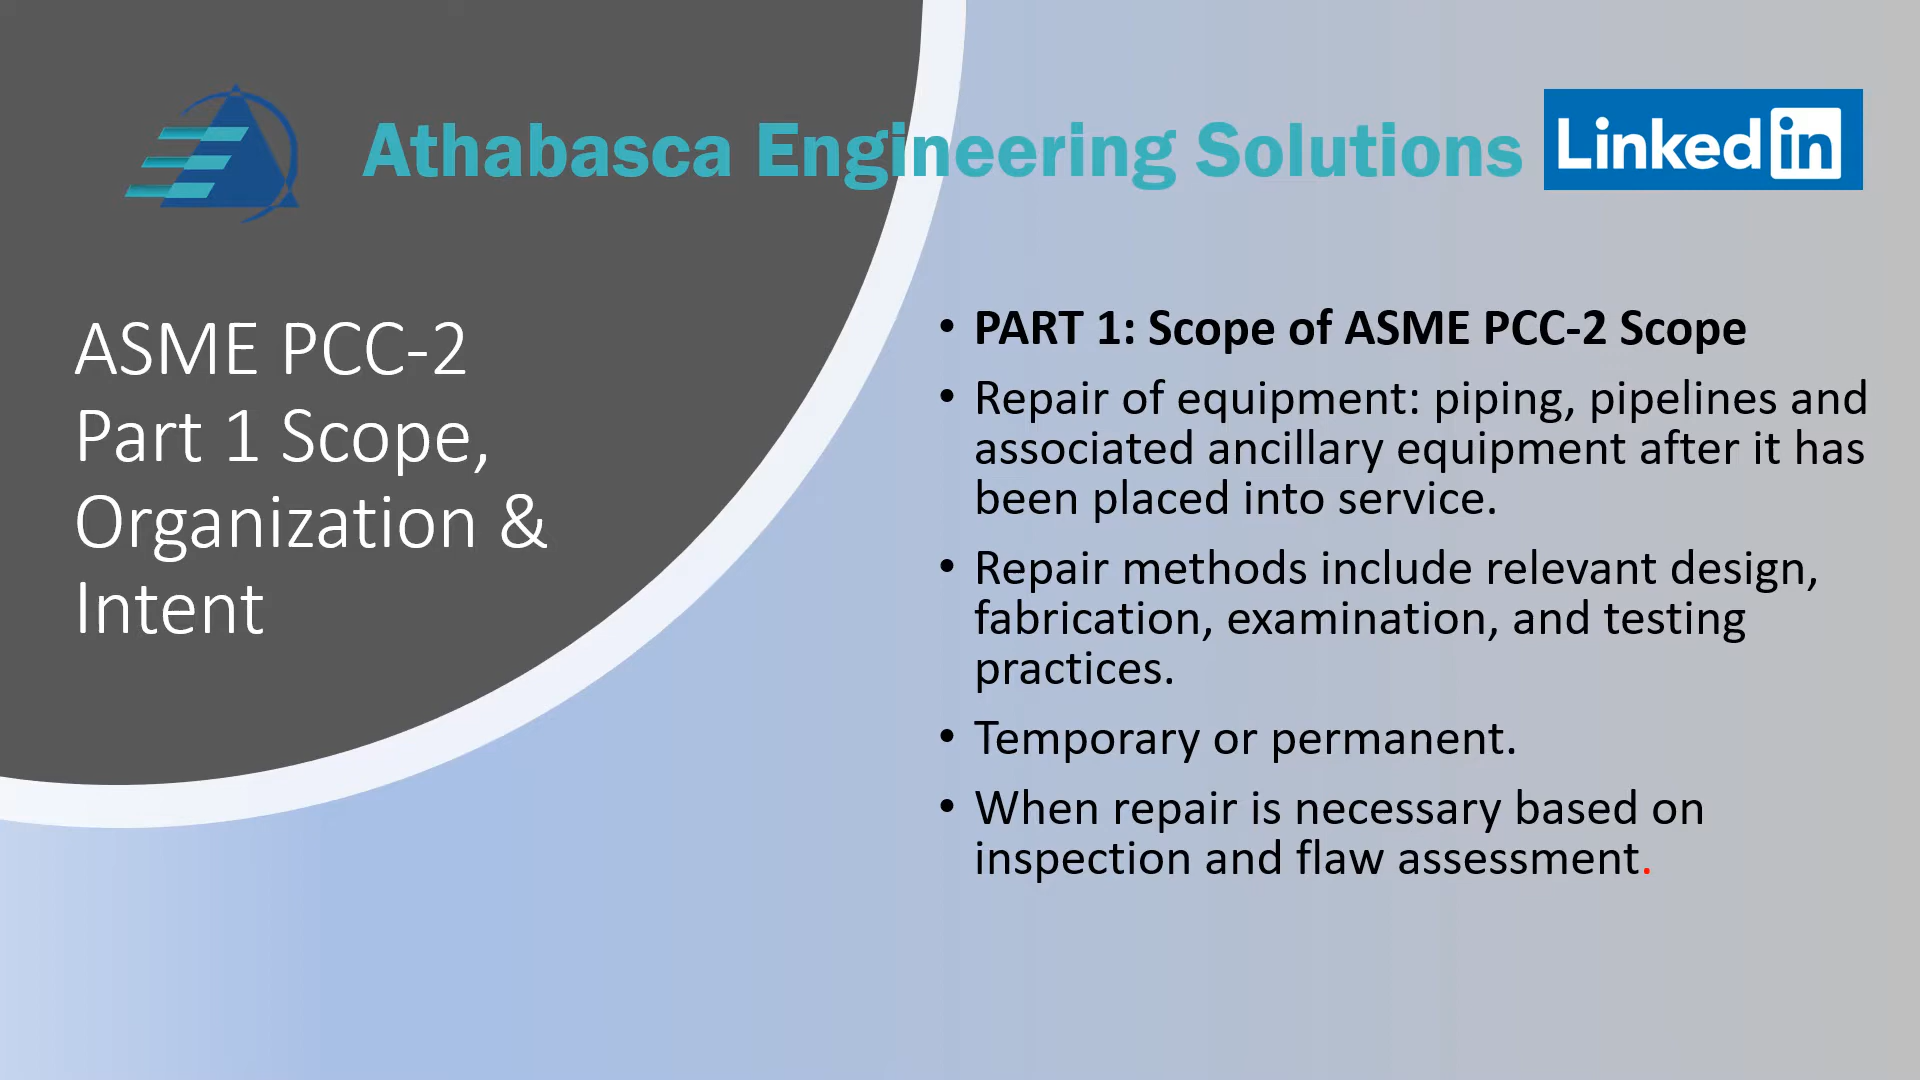 Athabasca Engineering Solutions
Linked in
ASME PCC-2
Part 1 Scope,
Organization &
Intent
• PART 1: Scope of ASME PCC-2 Scope
• Repair of equipment: piping, pipelines and
associated ancillary equipment after it has
been placed into service.
• Repair methods include relevant design,
fabrication, examination, and testing
practices.
• Temporary or permanent.
• When repair is necessary based on
inspection and flaw assessment.